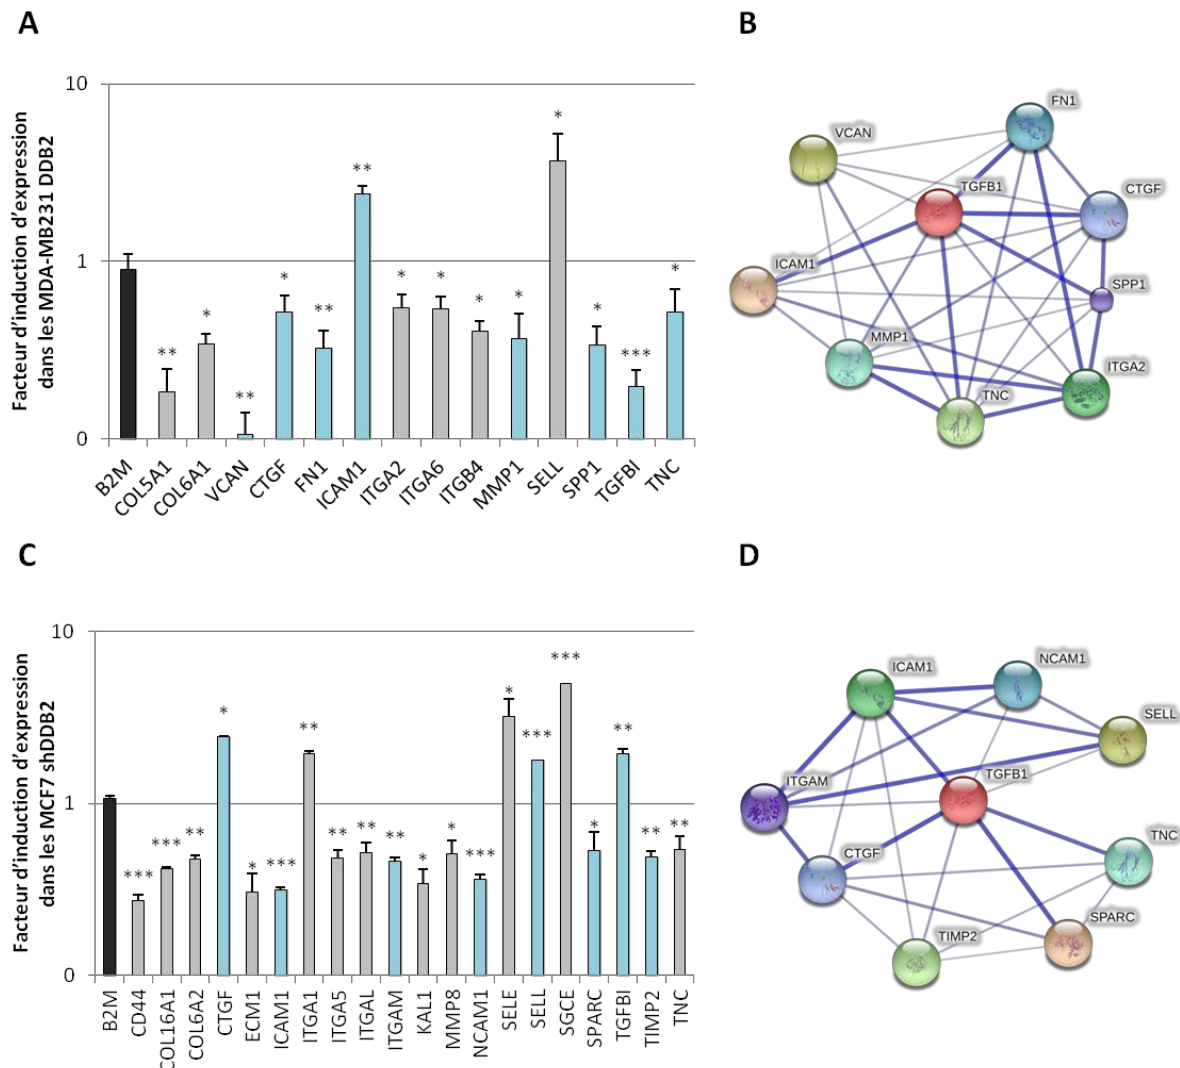 A
Facteur d'induction d'expression
dans les MDA-MB231 DDB2
10
1
0
**
*
**
*
**
**
*
*
*
*
*
*
***
*
B2M
COL5A1
COL6A1
VCAN
CTGF
FN1
ICAM1
ITGA2
ITGA6
ITGB4
MMP1
SELL
SPP1
TGFBI
TNC
B
FN1
VCAN
TGFB1
CTGF
ICAM1
SPP1
MMP1
ITGA2
TNC
C
Facteur d'induction d'expression
dans les MCF7 shDDB2
10
1
0
***
***
**
*
*
***
**
**
**
**
*
*
***
*
***
***
*
**
**
**
B2M
CD44
COL16A1
COL6A2
CTGF
ECM1
ICAM1
ITGA1
ITGA5
ITGAL
ITGAM
KAL1
MMP8
NCAM1
SELE
SELL
SGCE
SPARC
TGFBI
TIMP2
TNC
D
ICAM1
NCAM1
SELL
ITGAM
TGFB1
TNC
CTGF
SPARC
TIMP2